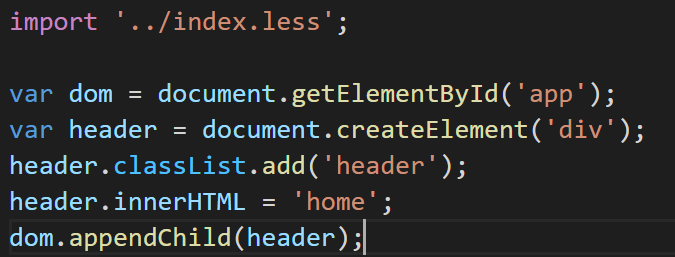 import '../index.less';
var dom = document.getElementById('app');
var header = document.createElement('div');
header.classList.add('header');
header.innerHTML = 'home';
dom.appendChild(header);